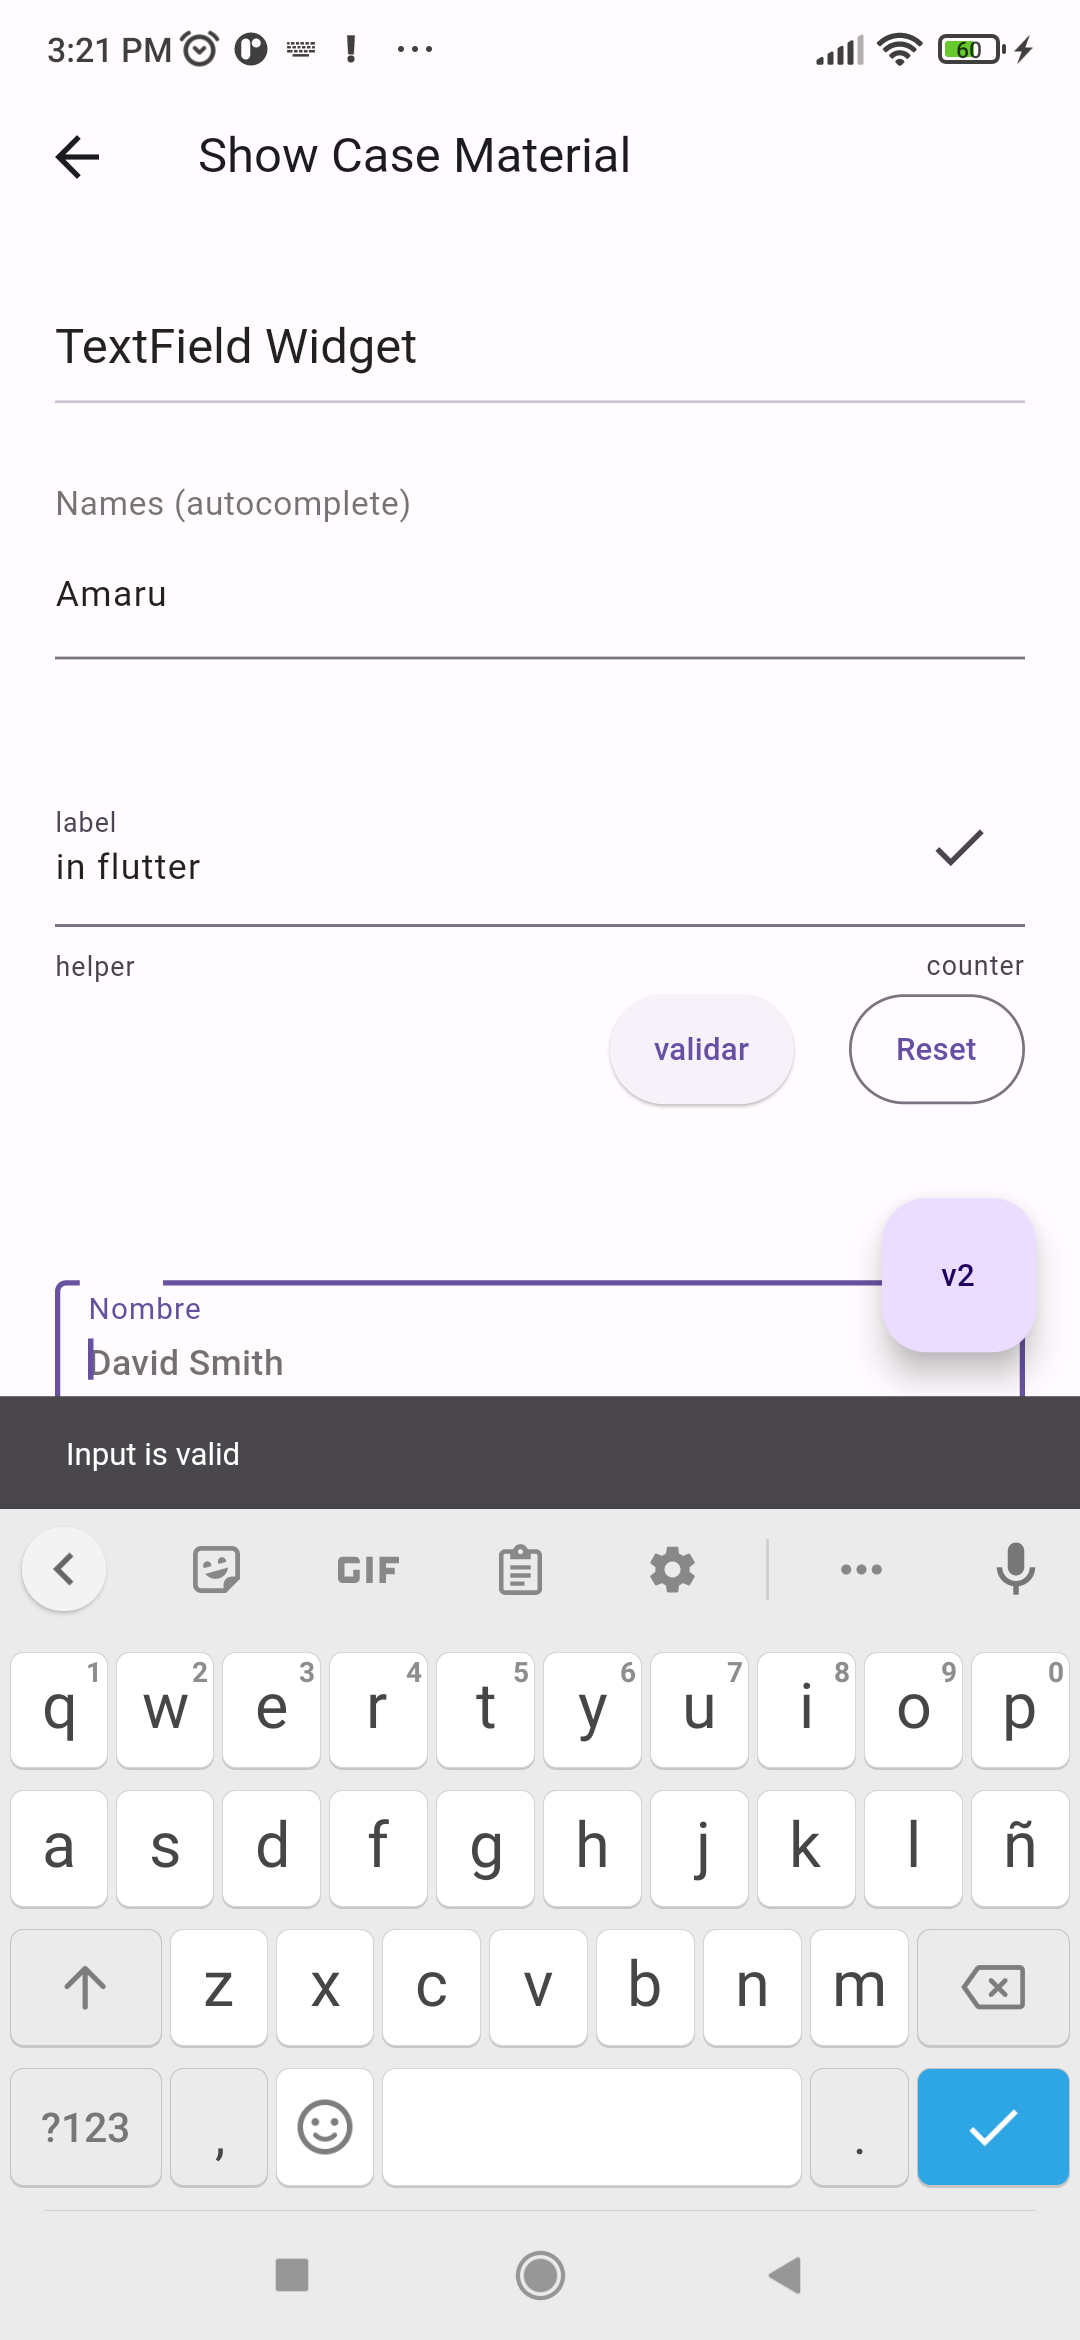 3:21 PM 60
Show Case Material
TextField Widget
Names (autocomplete)
Amaru
label
in flutter
helper counter
validar Reset
v2
Nombre
David Smith
Input is valid
GIF
1 2 3 4 5 6 7 8 9 0
q w e r t y u i o p
a s d f g h j k l ñ
z x c v b n m
?123 , .